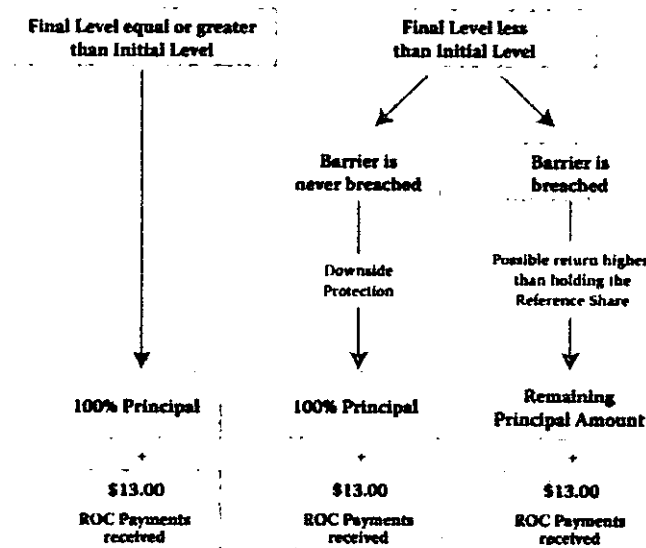 Final Level equal or greater
than Initial Level
Final Level less
than Initial Level
Barrier is
never breached
Barrier is
breached
Downside
Protection
Possible return higher
than holding the
Reference Share
100% Principal
100% Principal
Remaining
Principal Amount
+
+
+
$13.00
$13.00
$13.00
ROC Payments
received
ROC Payments
received
ROC Payments
received